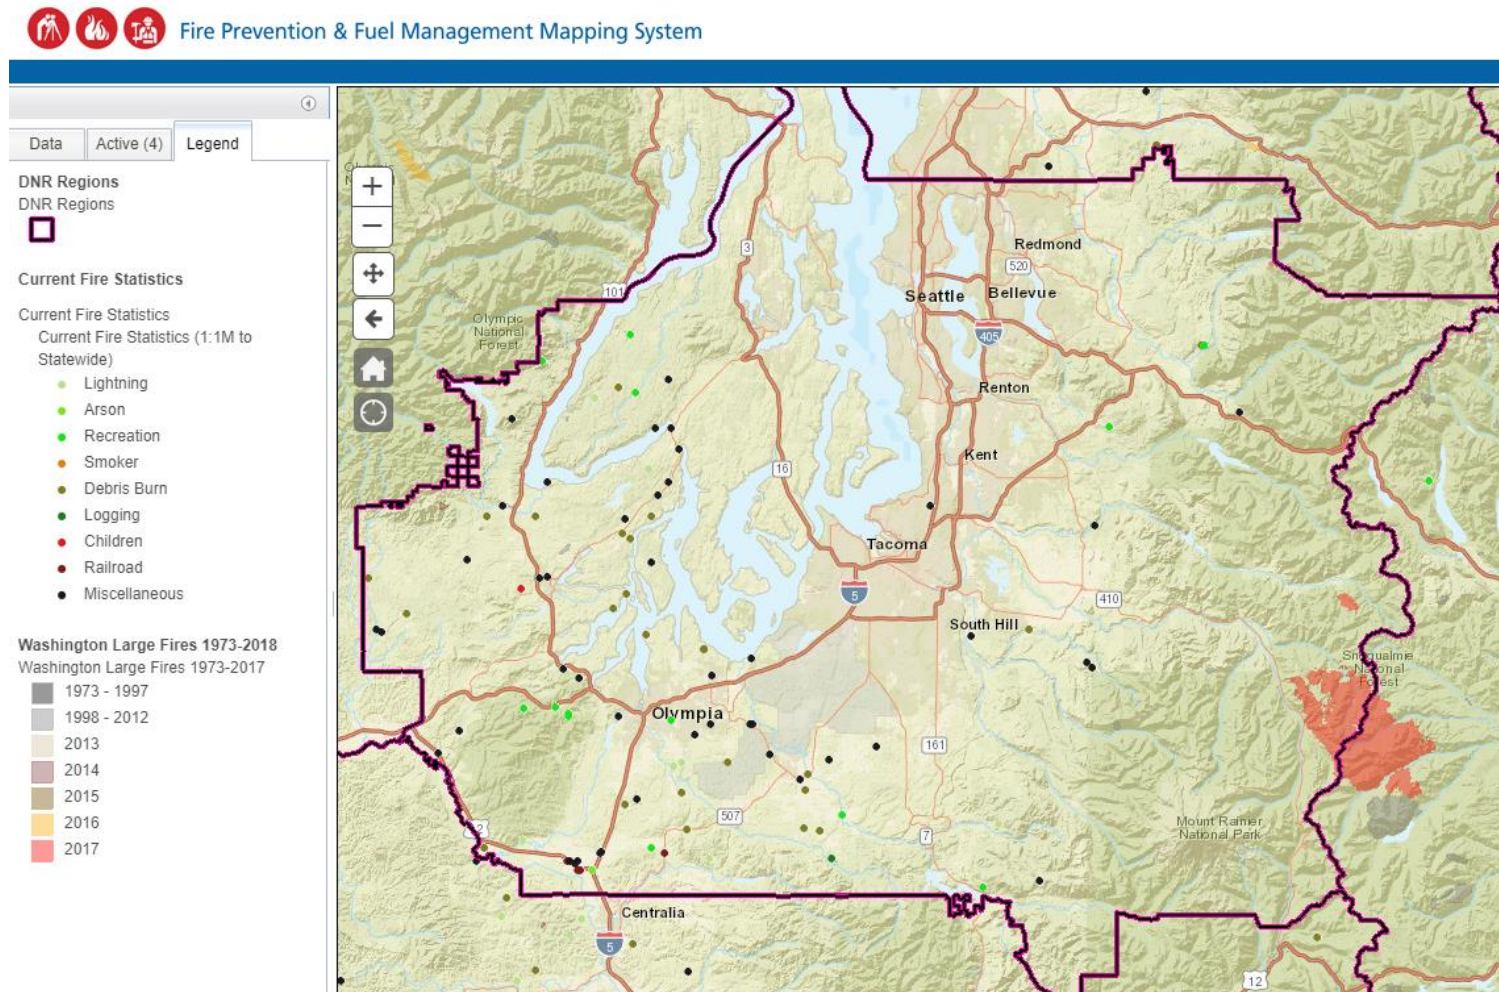 Fire Prevention & Fuel Management Mapping System
Data
Active (4)
Legend
DNR Regions
DNR Regions
Current Fire Statistics
Current Fire Statistics
Current Fire Statistics (1:1M to
Statewide)
Lightning
Arson
Recreation
Smoker
Debris Burn
Logging
Children
Railroad
Miscellaneous
Washington Large Fires 1973-2018
Washington Large Fires 1973-2017
1973 - 1997
1998 - 2012
2013
2014
2015
2016
2017
+
−
3
Redmond
520
Seattle
Bellevue
101
Olympic
National
Forest
405
Renton
Kent
16
Tacoma
5
410
South Hill
Snoqualmie
National
Forest
Olympia
161
507
7
Mount Rainier
National Park
Centralia
5
12